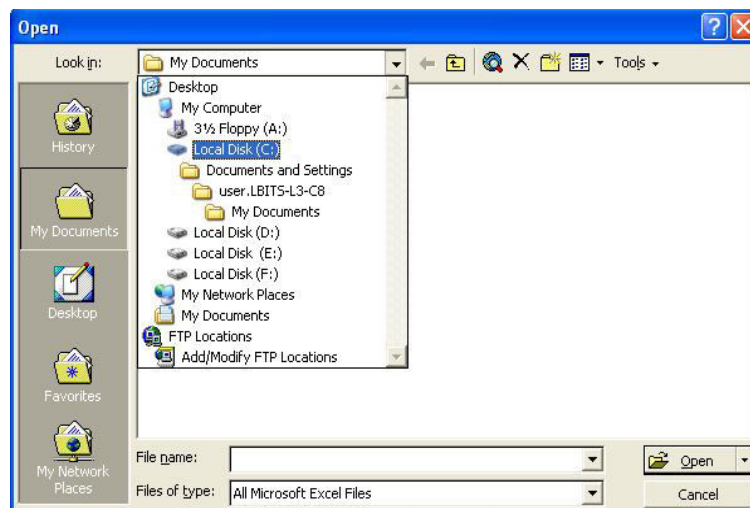 Open
Look in:
My Documents
Tools
Desktop
My Computer
3½ Floppy (A:)
Local Disk (C:)
Documents and Settings
user.LBITS-L3-C8
My Documents
Local Disk (D:)
Local Disk (E:)
Local Disk (F:)
My Network Places
My Documents
FTP Locations
Add/Modify FTP Locations
History
My Documents
Desktop
Favorites
My Network
Places
File name:
Open
Files of type:
All Microsoft Excel Files
Cancel